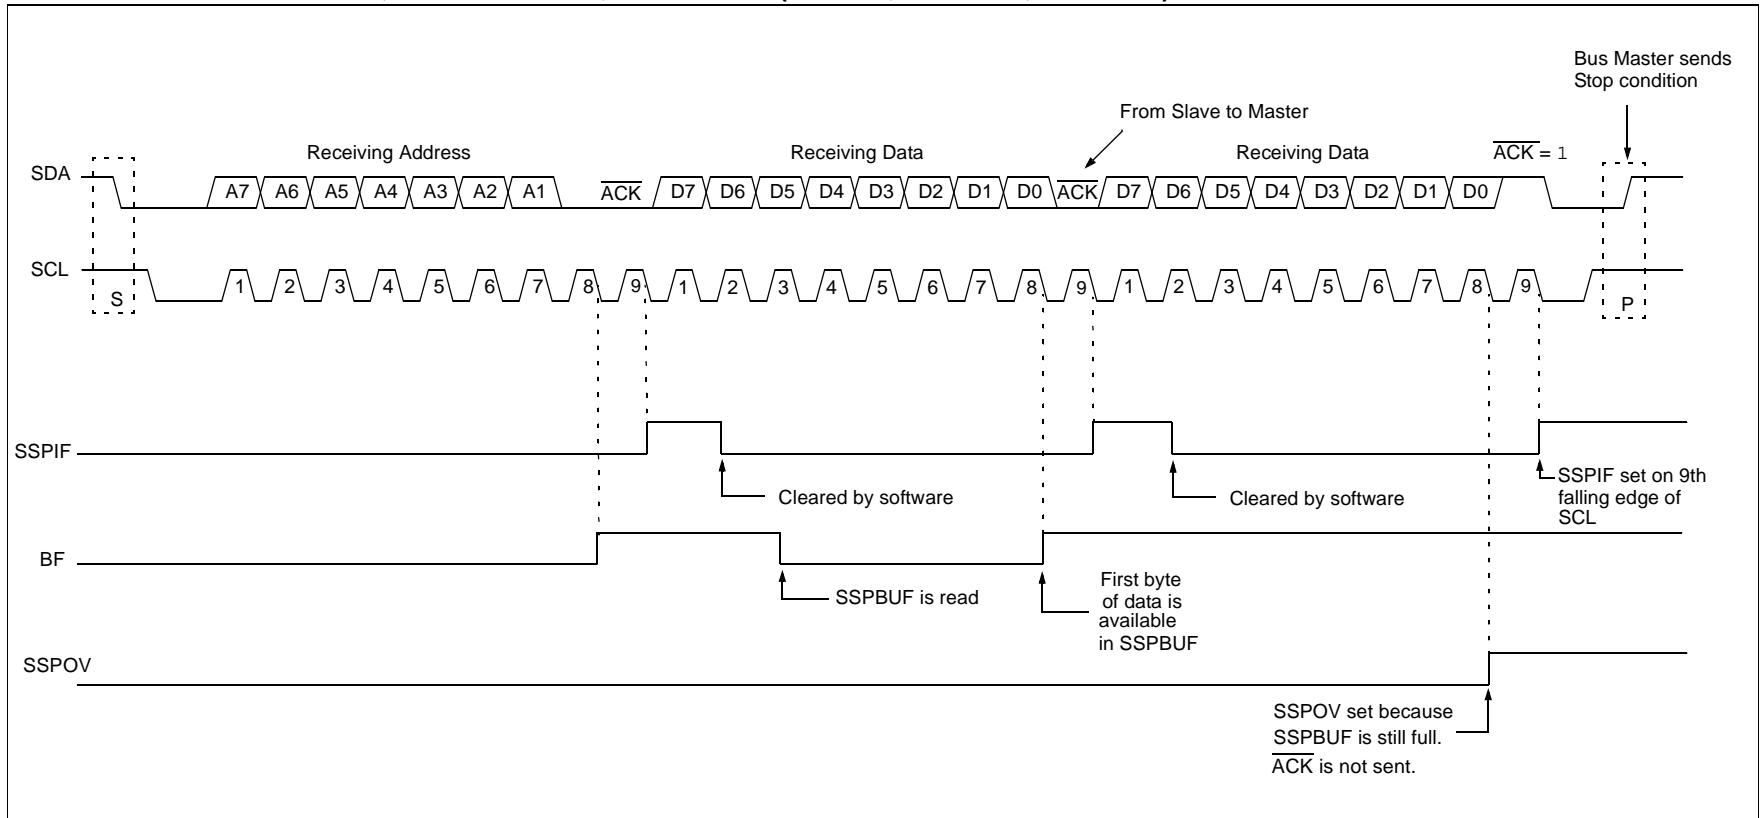 Bus Master sends
Stop condition
From Slave to Master
Receiving Address
Receiving Data
Receiving Data
ACK = 1
SDA
A7 A6 A5 A4 A3 A2 A1 ACK D7 D6 D5 D4 D3 D2 D1 D0 ACK D7 D6 D5 D4 D3 D2 D1 D0
SCL
S 1 2 3 4 5 6 7 8 9 1 2 3 4 5 6 7 8 9 1 2 3 4 5 6 7 8 9 P
SSPIF
Cleared by software
Cleared by software
SSPIF set on 9th
falling edge of
SCL
BF
SSPBUF is read
First byte
of data is
available
in SSPBUF
SSPOV
SSPOV set because
SSPBUF is still full.
ACK is not sent.